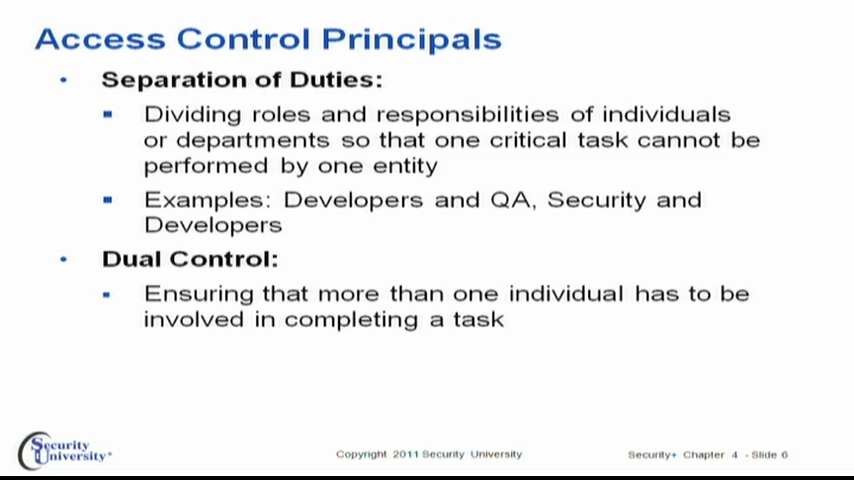 Access Control Principals
• Separation of Duties:
▪ Dividing roles and responsibilities of individuals
or departments so that one critical task cannot be
performed by one entity
▪ Examples: Developers and QA, Security and
Developers
• Dual Control:
▪ Ensuring that more than one individual has to be
involved in completing a task
Security
University
Copyright 2011 Security University
Security+ Chapter 4 - Slide 6